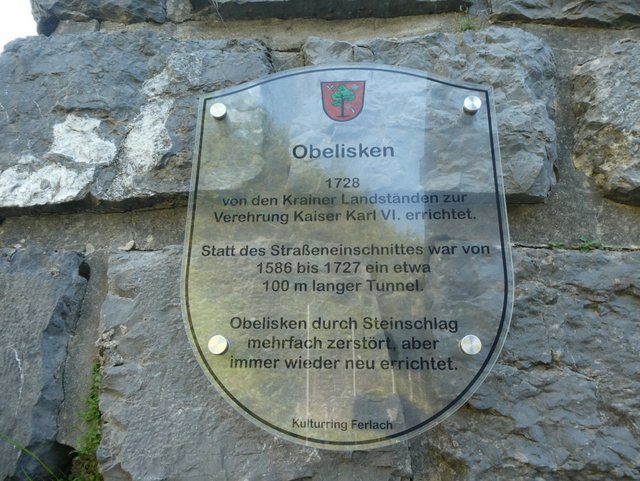 Obelisken
1728
von den Krainer Landständen zur
Verehrung Kaiser Karl VI. errichtet.
Statt des Straßeneinschnittes war von
1586 bis 1727 ein etwa
100 m langer Tunnel.
Obelisken durch Steinschlag
mehrfach zerstört, aber
immer wieder neu errichtet.
Kulturring Ferlach